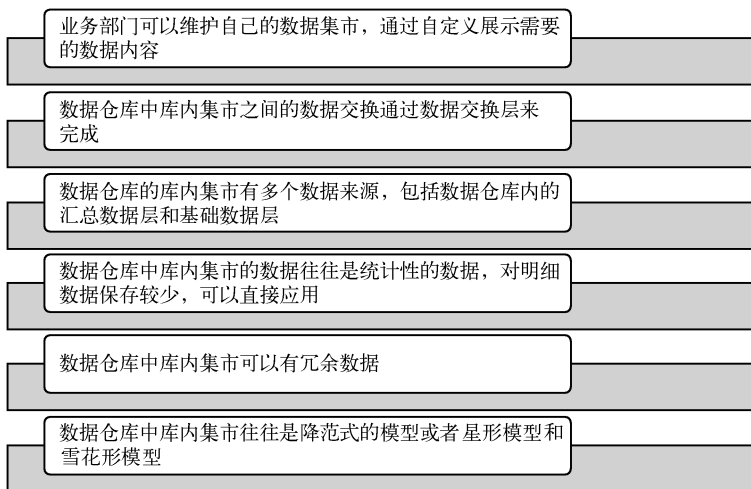 业务部门可以维护自己的数据集市，通过自定义展示需要
的数据内容
数据仓库中库内集市之间的数据交换通过数据交换层来
完成
数据仓库的库内集市有多个数据来源，包括数据仓库内的
汇总数据层和基础数据层
数据仓库中库内集市的数据往往是统计性的数据，对明细
数据保存较少，可以直接应用
数据仓库中库内集市可以有冗余数据
数据仓库中库内集市往往是降范式的模型或者星形模型和
雪花形模型